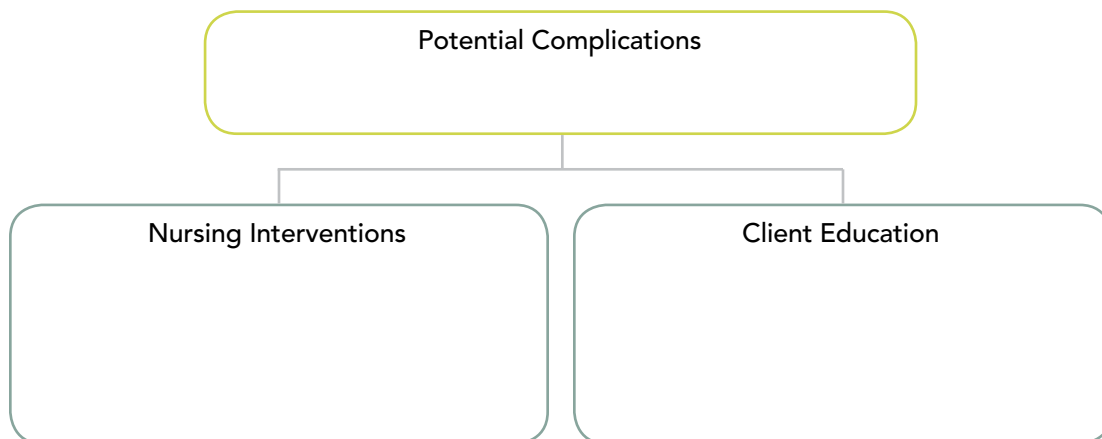 Potential Complications
Nursing Interventions
Client Education